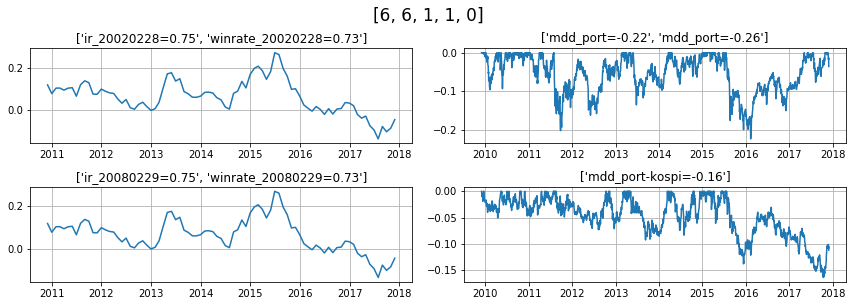 [6, 6, 1, 1, 0]
['ir_20020228=0.75', 'winrate_20020228=0.73']
0.2
0.0
2011 2012 2013 2014 2015 2016 2017 2018
['mdd_port=-0.22', 'mdd_port=-0.26']
0.0
−0.1
−0.2
2010 2011 2012 2013 2014 2015 2016 2017 2018
['ir_20080229=0.75', 'winrate_20080229=0.73']
0.2
0.0
2011 2012 2013 2014 2015 2016 2017 2018
['mdd_port-kospi=-0.16']
0.00
−0.05
−0.10
−0.15
2010 2011 2012 2013 2014 2015 2016 2017 2018